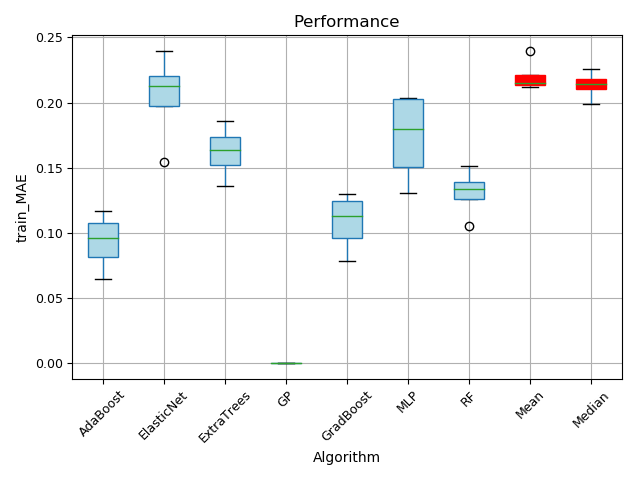 Performance
0.25
0.20
0.15
0.10
0.05
0.00
train_MAE
AdaBoost
ElasticNet
ExtraTrees
GP
GradBoost
MLP
RF
Mean
Median
Algorithm